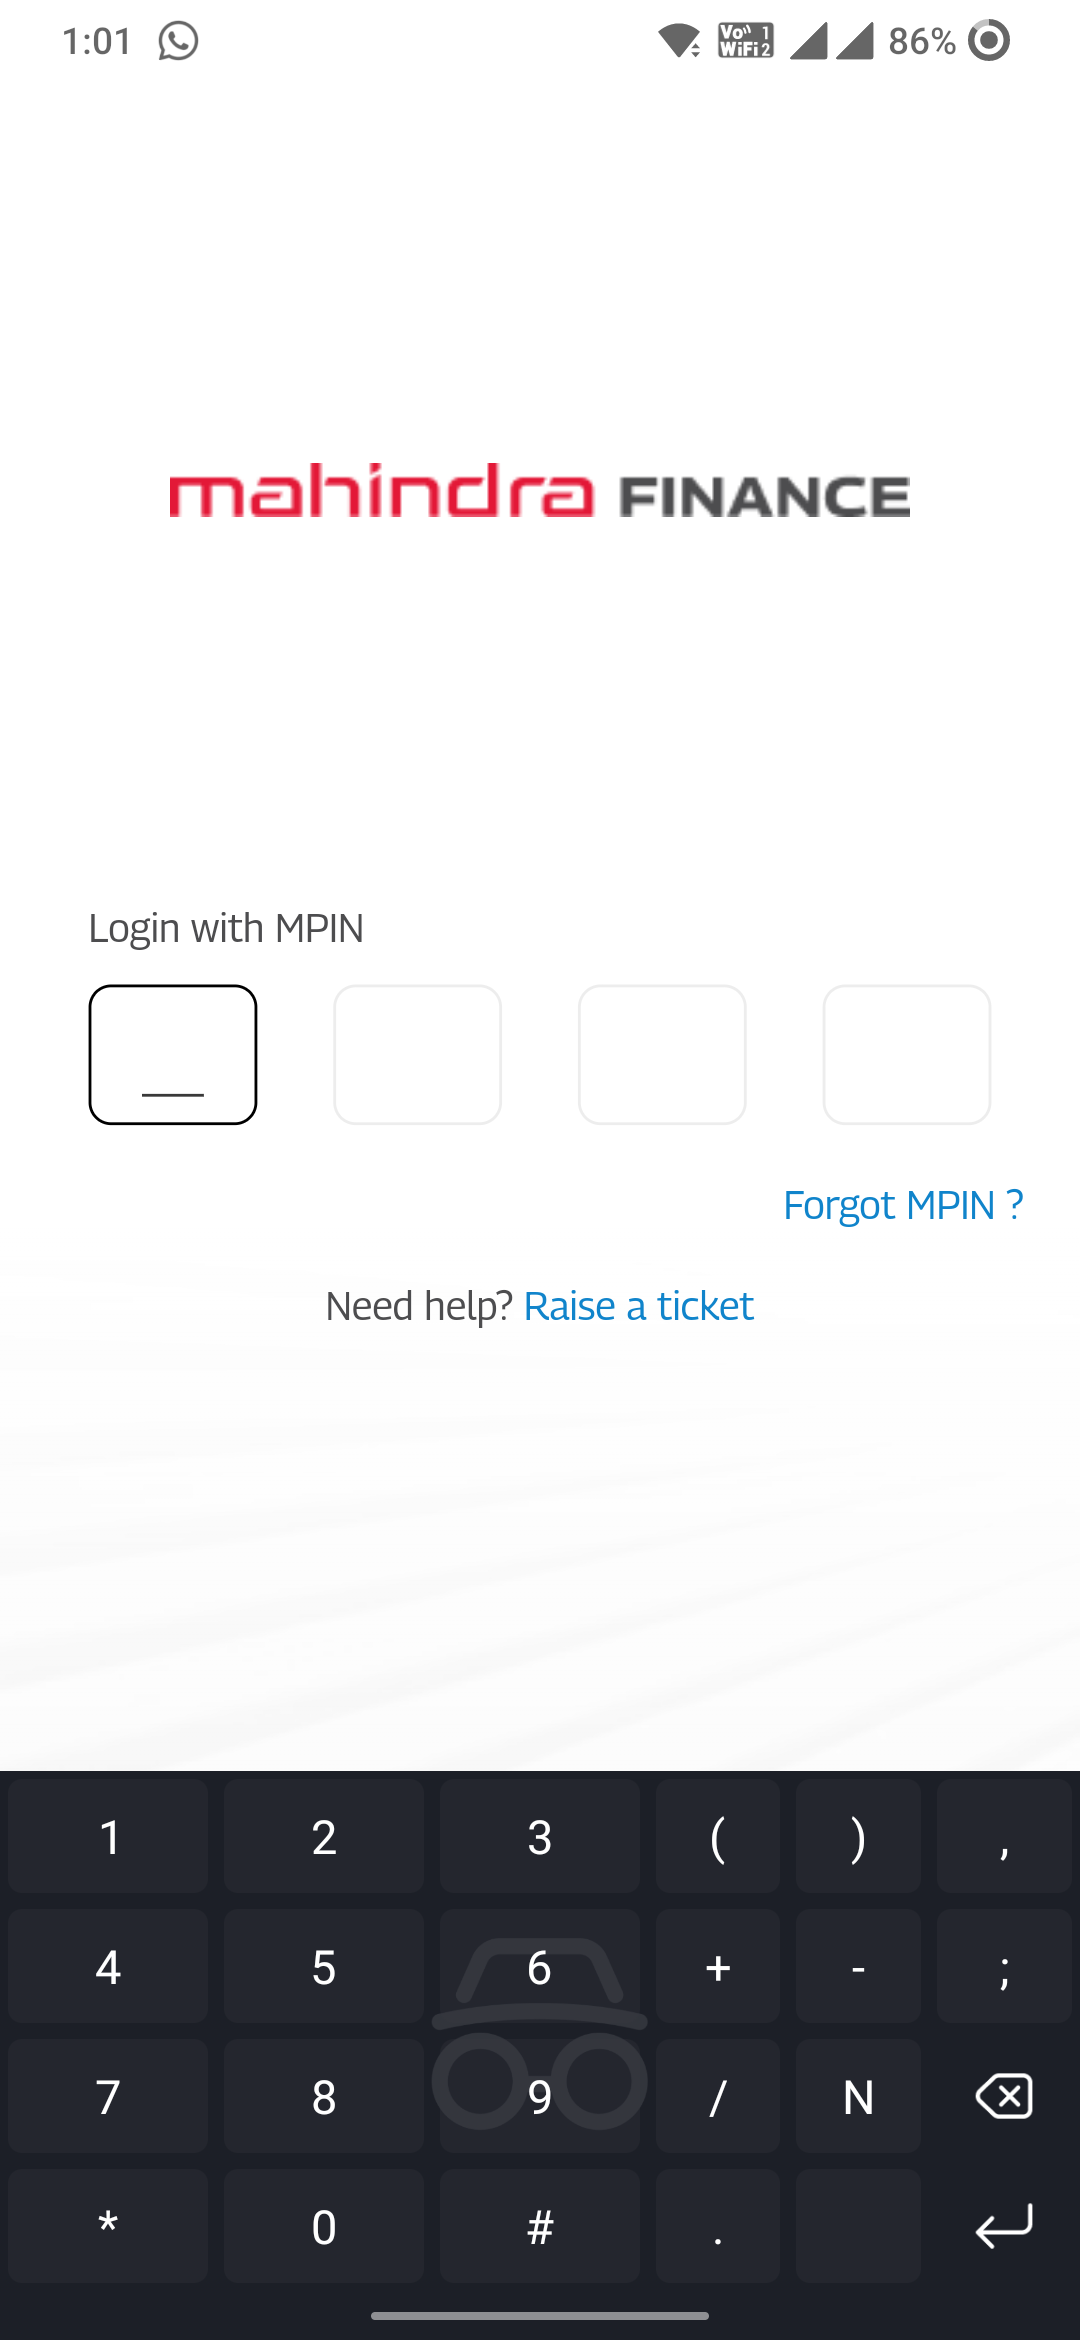 1:01 Vo 1 WiFi 2 86%
mahindra FINANCE
Login with MPIN
Forgot MPIN ?
Need help? Raise a ticket
1 2 3 ( ) ,
4 5 6 + - ;
7 8 9 / N
* 0 # .